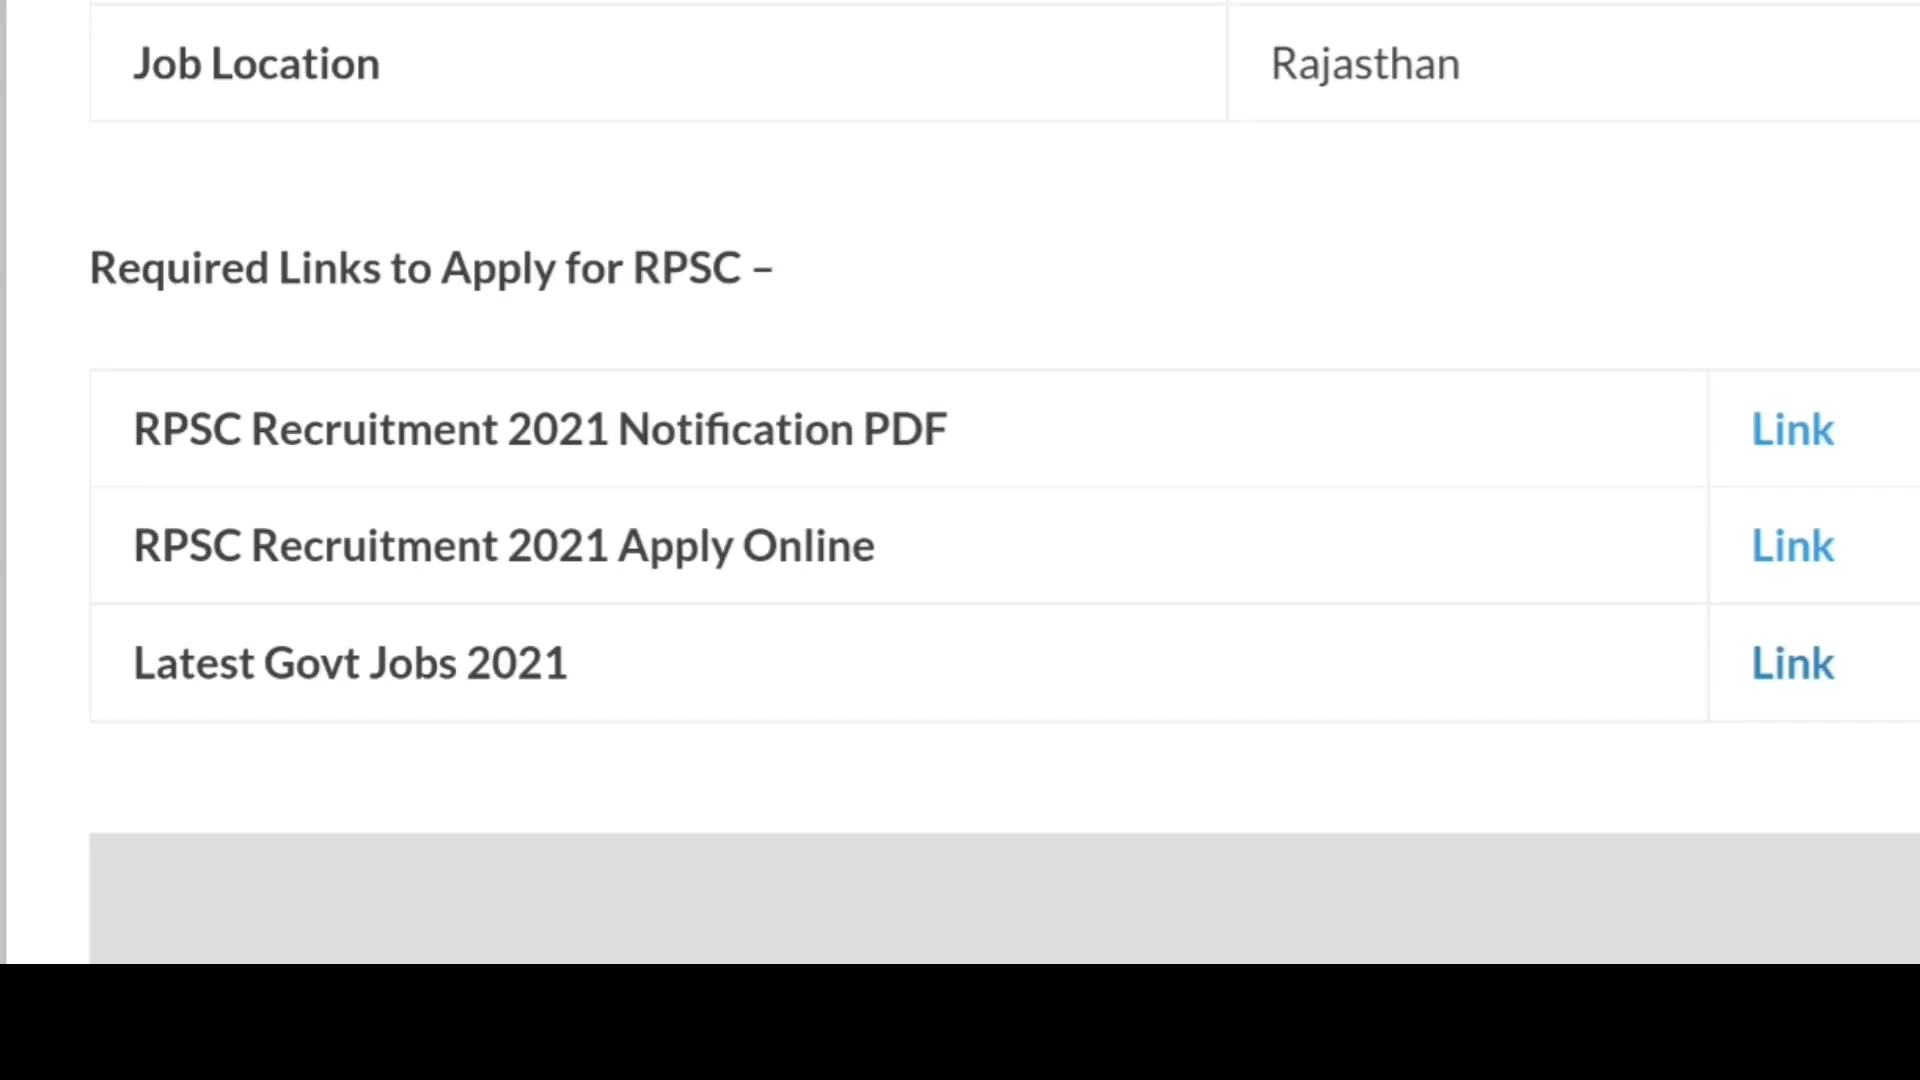 Job Location Rajasthan
Required Links to Apply for RPSC –
RPSC Recruitment 2021 Notification PDF Link
RPSC Recruitment 2021 Apply Online Link
Latest Govt Jobs 2021 Link